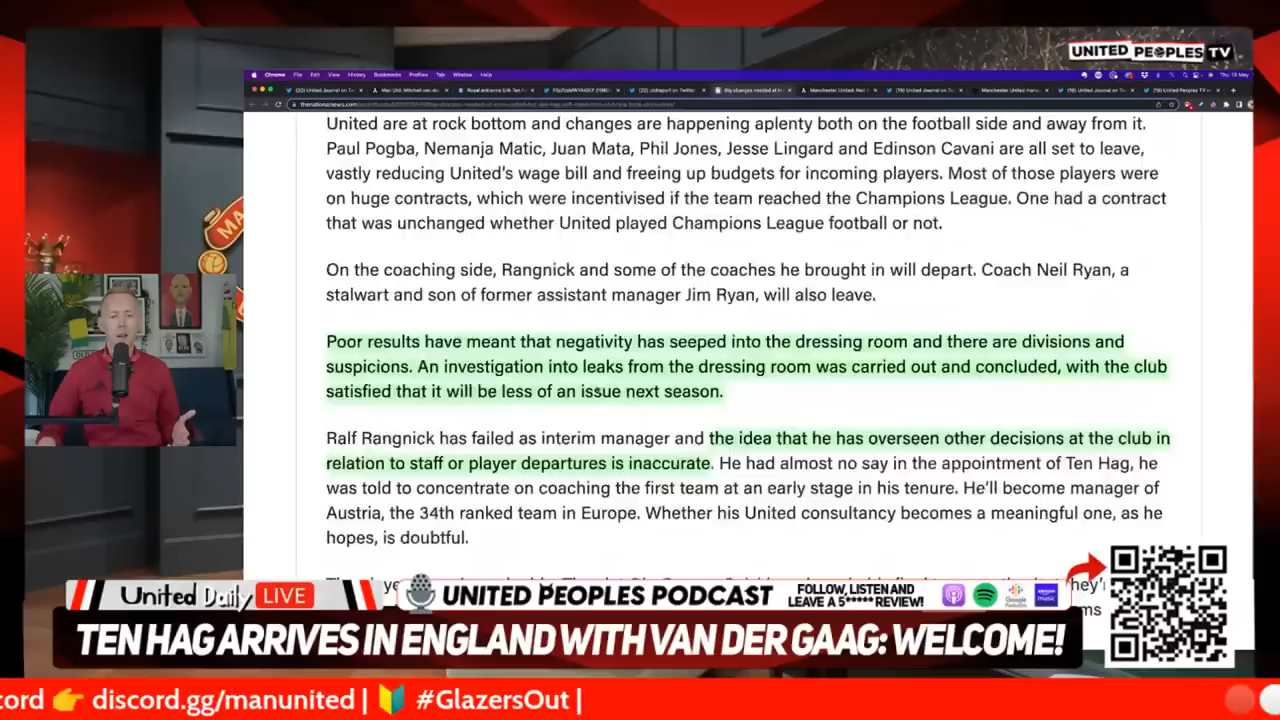 UNITED PEOPLES TV
Chrome File Edit View History Bookmarks Profiles Tab Window Help
United are at rock bottom and changes are happening aplenty both on the football side and away from it.
Paul Pogba, Nemanja Matic, Juan Mata, Phil Jones, Jesse Lingard and Edinson Cavani are all set to leave,
vastly reducing United's wage bill and freeing up budgets for incoming players. Most of those players were
on huge contracts, which were incentivised if the team reached the Champions League. One had a contract
that was unchanged whether United played Champions League football or not.
On the coaching side, Rangnick and some of the coaches he brought in will depart. Coach Neil Ryan, a
stalwart and son of former assistant manager Jim Ryan, will also leave.
Poor results have meant that negativity has seeped into the dressing room and there are divisions and
suspicions. An investigation into leaks from the dressing room was carried out and concluded, with the club
satisfied that it will be less of an issue next season.
Ralf Rangnick has failed as interim manager and the idea that he has overseen other decisions at the club in
relation to staff or player departures is inaccurate. He had almost no say in the appointment of Ten Hag, he
was told to concentrate on coaching the first team at an early stage in his tenure. He'll become manager of
Austria, the 34th ranked team in Europe. Whether his United consultancy becomes a meaningful one, as he
hopes, is doubtful.
United Daily LIVE
UNITED PEOPLES PODCAST
FOLLOW, LISTEN AND
LEAVE A 5***** REVIEW!
TEN HAG ARRIVES IN ENGLAND WITH VAN DER GAAG: WELCOME!
cord 👉 discord.gg/manunited | 🔰 #GlazersOut |